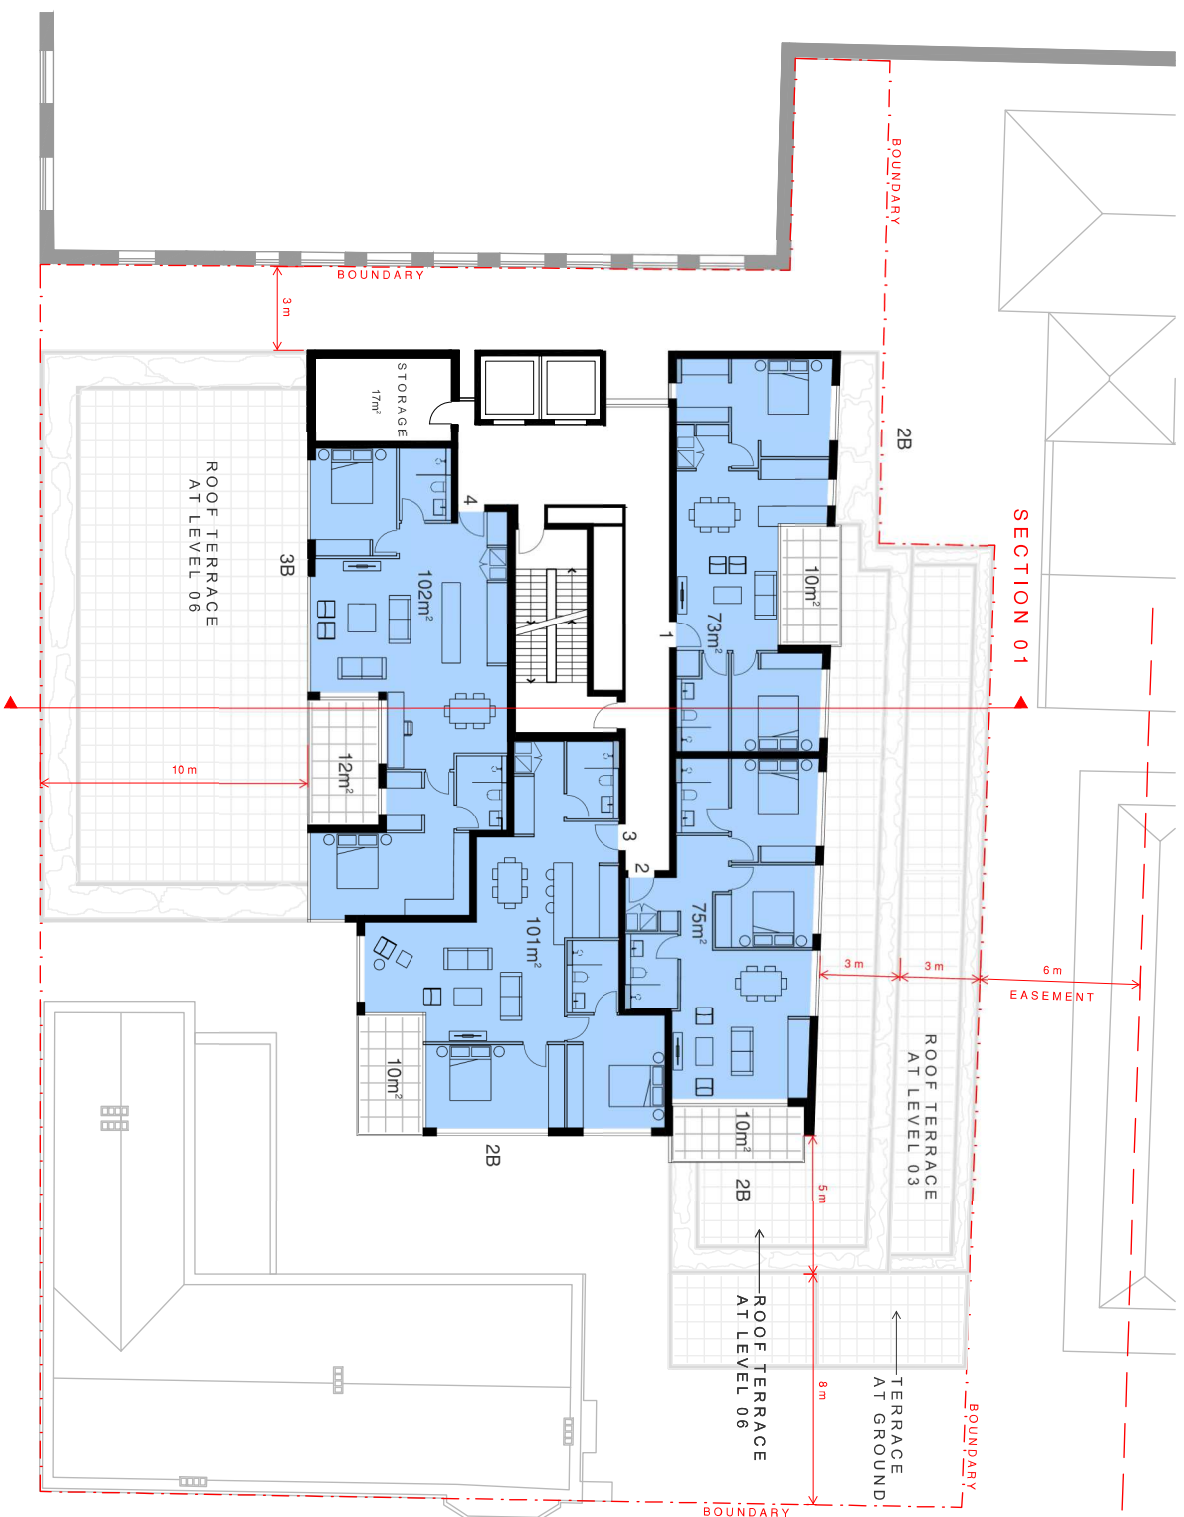 BOUNDARY
BOUNDARY
3 m
STORAGE
17m²
2B
ROOF TERRACE
AT LEVEL 06
SECTION 01
4
3B
102m²
10m²
1
73m²
10 m
12m²
3
2
75m²
101m²
3 m
3 m
6 m
EASEMENT
10m²
10m²
ROOF TERRACE
AT LEVEL 03
2B
2B
5 m
ROOF TERRACE
AT LEVEL 06
8 m
TERRACE
AT GROUND
BOUNDARY
BOUNDARY